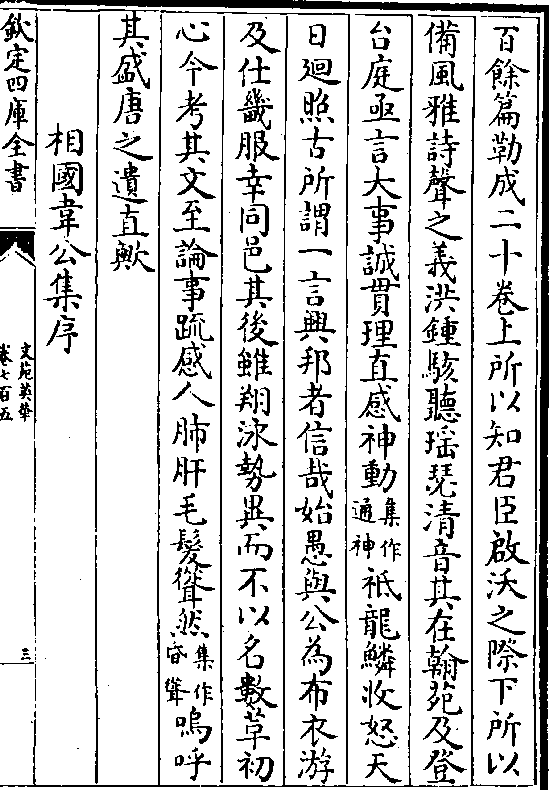 百餘篇勒成二十卷上所以知君臣啟沃之際下所以
備風雅詩聲之義洪鍾駭聽瑶瑟清音其在翰苑及登
台庭亟言大事誠貫理直感神動集作通神祇龍鱗收怒天
日廻照古所謂一言興邦者信哉始愚與公為布衣游
及仕畿服幸同邑其後雖翔泳勢異而不以名數革初
心今考其文至論事疏感人肺肝毛髮聳然集作昏聳嗚呼
其盛唐之遺直歟
相國韋公集序
欽定四庫全書
文苑英華
卷七百五
三